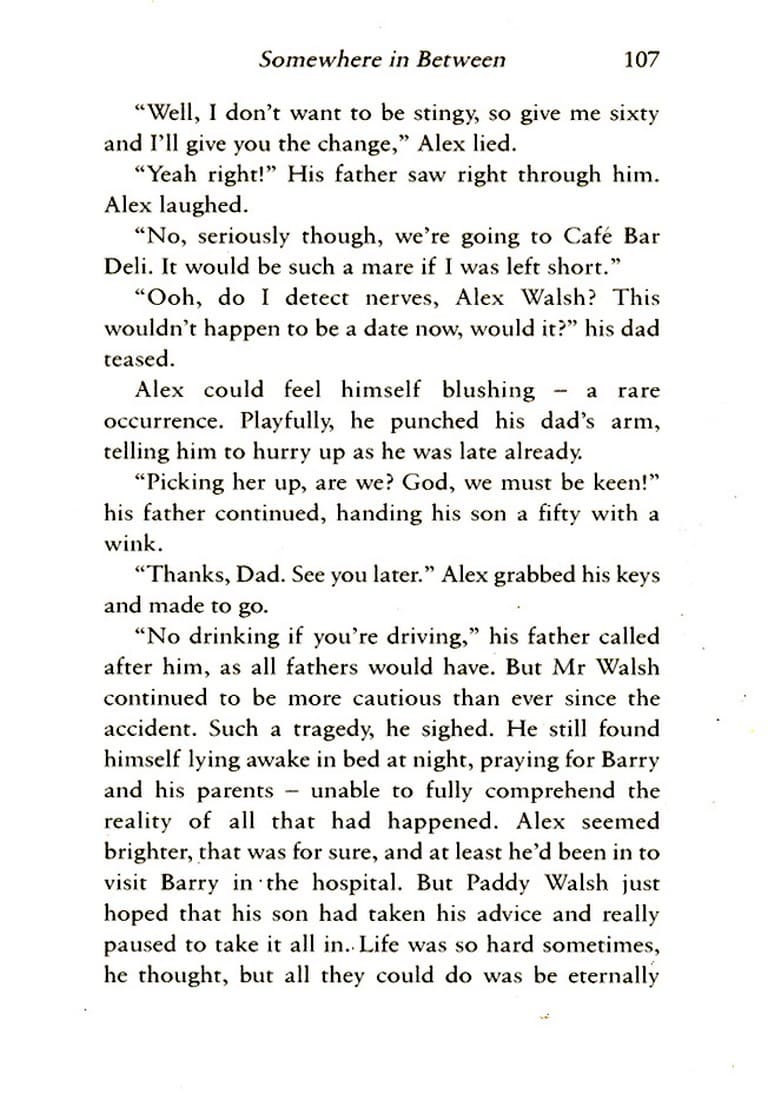 Somewhere in Between 107
“Well, I don’t want to be stingy, so give me sixty
and I’ll give you the change,” Alex lied.
“Yeah right!” His father saw right through him.
Alex laughed.
“No, seriously though, we’re going to Café Bar
Deli. It would be such a mare if I was left short.”
“Ooh, do I detect nerves, Alex Walsh? This
wouldn’t happen to be a date now, would it?” his dad
teased.
Alex could feel himself blushing – a rare
occurrence. Playfully, he punched his dad’s arm,
telling him to hurry up as he was late already.
“Picking her up, are we? God, we must be keen!”
his father continued, handing his son a fifty with a
wink.
“Thanks, Dad. See you later.” Alex grabbed his keys
and made to go.
“No drinking if you’re driving,” his father called
after him, as all fathers would have. But Mr Walsh
continued to be more cautious than ever since the
accident. Such a tragedy, he sighed. He still found
himself lying awake in bed at night, praying for Barry
and his parents – unable to fully comprehend the
reality of all that had happened. Alex seemed
brighter, that was for sure, and at least he’d been in to
visit Barry in the hospital. But Paddy Walsh just
hoped that his son had taken his advice and really
paused to take it all in. Life was so hard sometimes,
he thought, but all they could do was be eternally